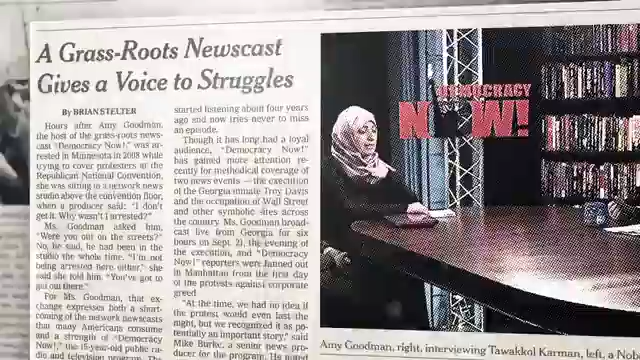 A Grass-Roots Newscast
Gives a Voice to Struggles
By BRIAN STELTER
Hours after Amy Goodman,
the host of the grass-roots news-
cast "Democracy Now!," was ar-
rested in Minnesota in 2008 while
trying to cover protesters at the
Republican National Convention,
she was sitting in a network news
studio above the convention floor,
when a producer said: "I don't
get it. Why wasn't I arrested?"
Ms. Goodman asked him,
"Were you out on the streets?"
No, he said, he had been in the
studio the whole time. "I'm not
being arrested here either," she
said she told him. "You've got to
get out there."
For Ms. Goodman, that ex-
change expresses both a short-
coming of the network newscasts
that many Americans consume
and a strength of "Democracy
Now!," the 15-year-old public ra-
dio and television program. The
started listening about four years
ago and now tries never to miss
an episode.
Though it has long had a loyal
audience, "Democracy Now!"
has gained more attention re-
cently for methodical coverage of
two news events — the execution
of the Georgia inmate Troy Davis
and the occupation of Wall Street
and other symbolic sites across
the country. Ms. Goodman broad-
cast live from Georgia for six
hours on Sept. 21, the evening of
the execution, and "Democracy
Now!" reporters were fanned out
in Manhattan from the first day
of the protests against corporate
greed
"At the time, we had no idea if
the protest would even last the
night, but we recognized it as po-
tentially an important story," said
Mike Burke, a senior news pro-
ducer for the program. He
DEMOCRACY
NOW!
Amy Goodman, right, interviewing Tawakkol Karman, left, a